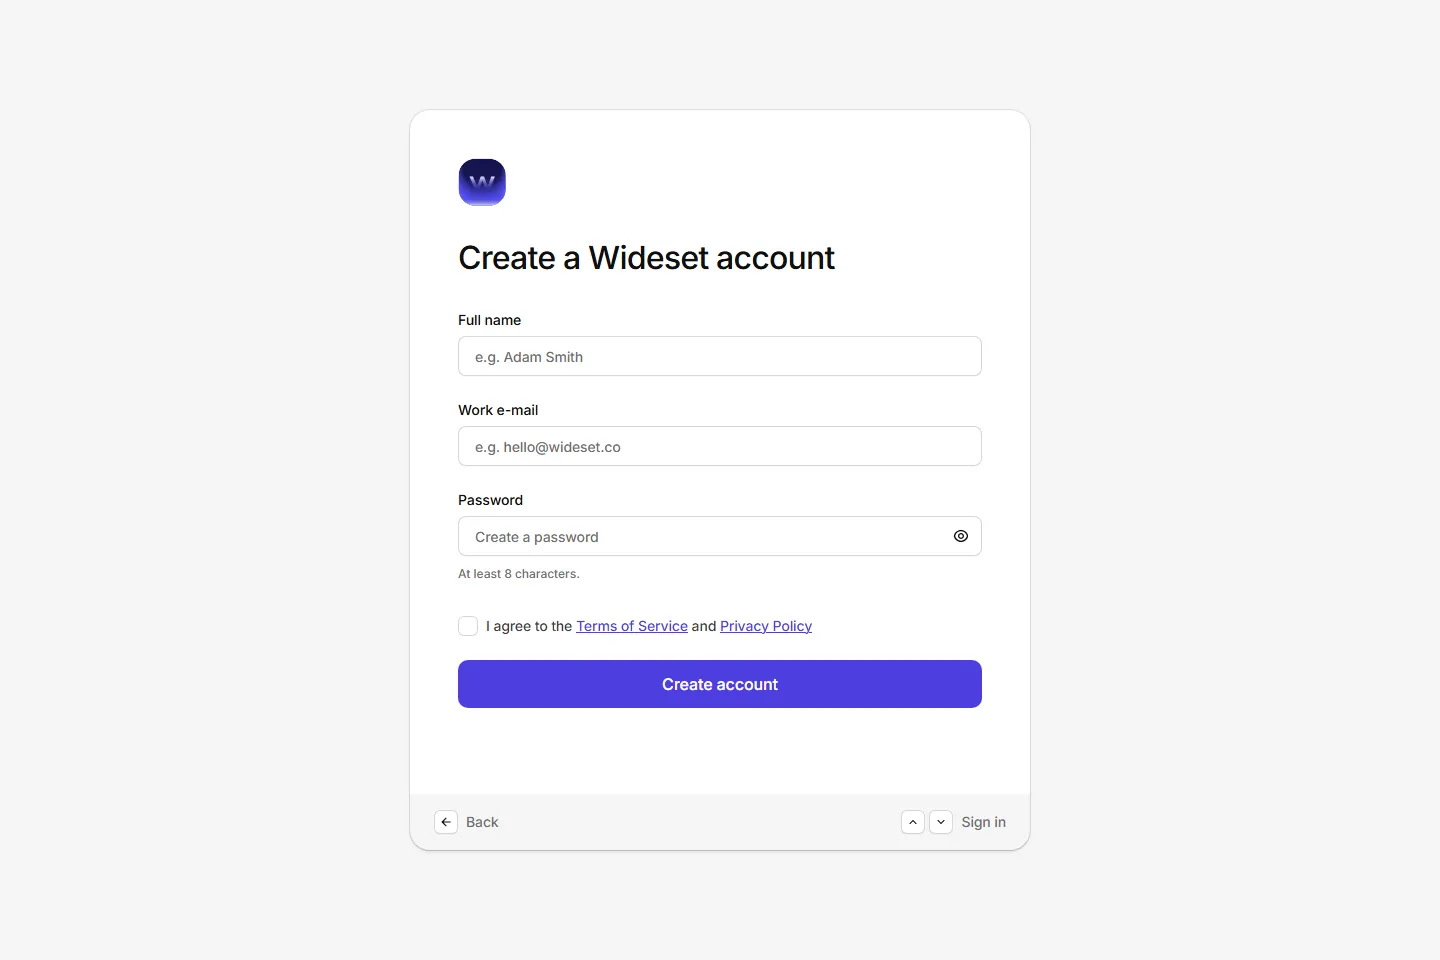 W
Create a Wideset account
Full name
e.g. Adam Smith
Work e-mail
e.g. hello@wideset.co
Password
Create a password
At least 8 characters.
I agree to the Terms of Service and Privacy Policy
Create account
Back
Sign in